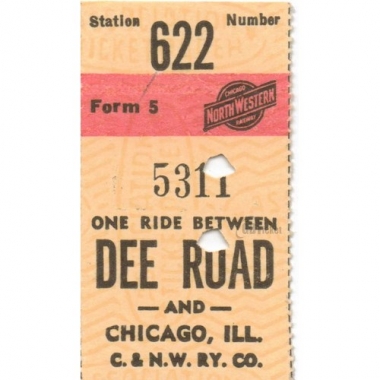 Station Number
622
Form 5
CHICAGO
NORTH WESTERN
RAILWAY
5311
ONE RIDE BETWEEN
DEE ROAD
— AND —
CHICAGO, ILL.
C. & N.W. RY. CO.